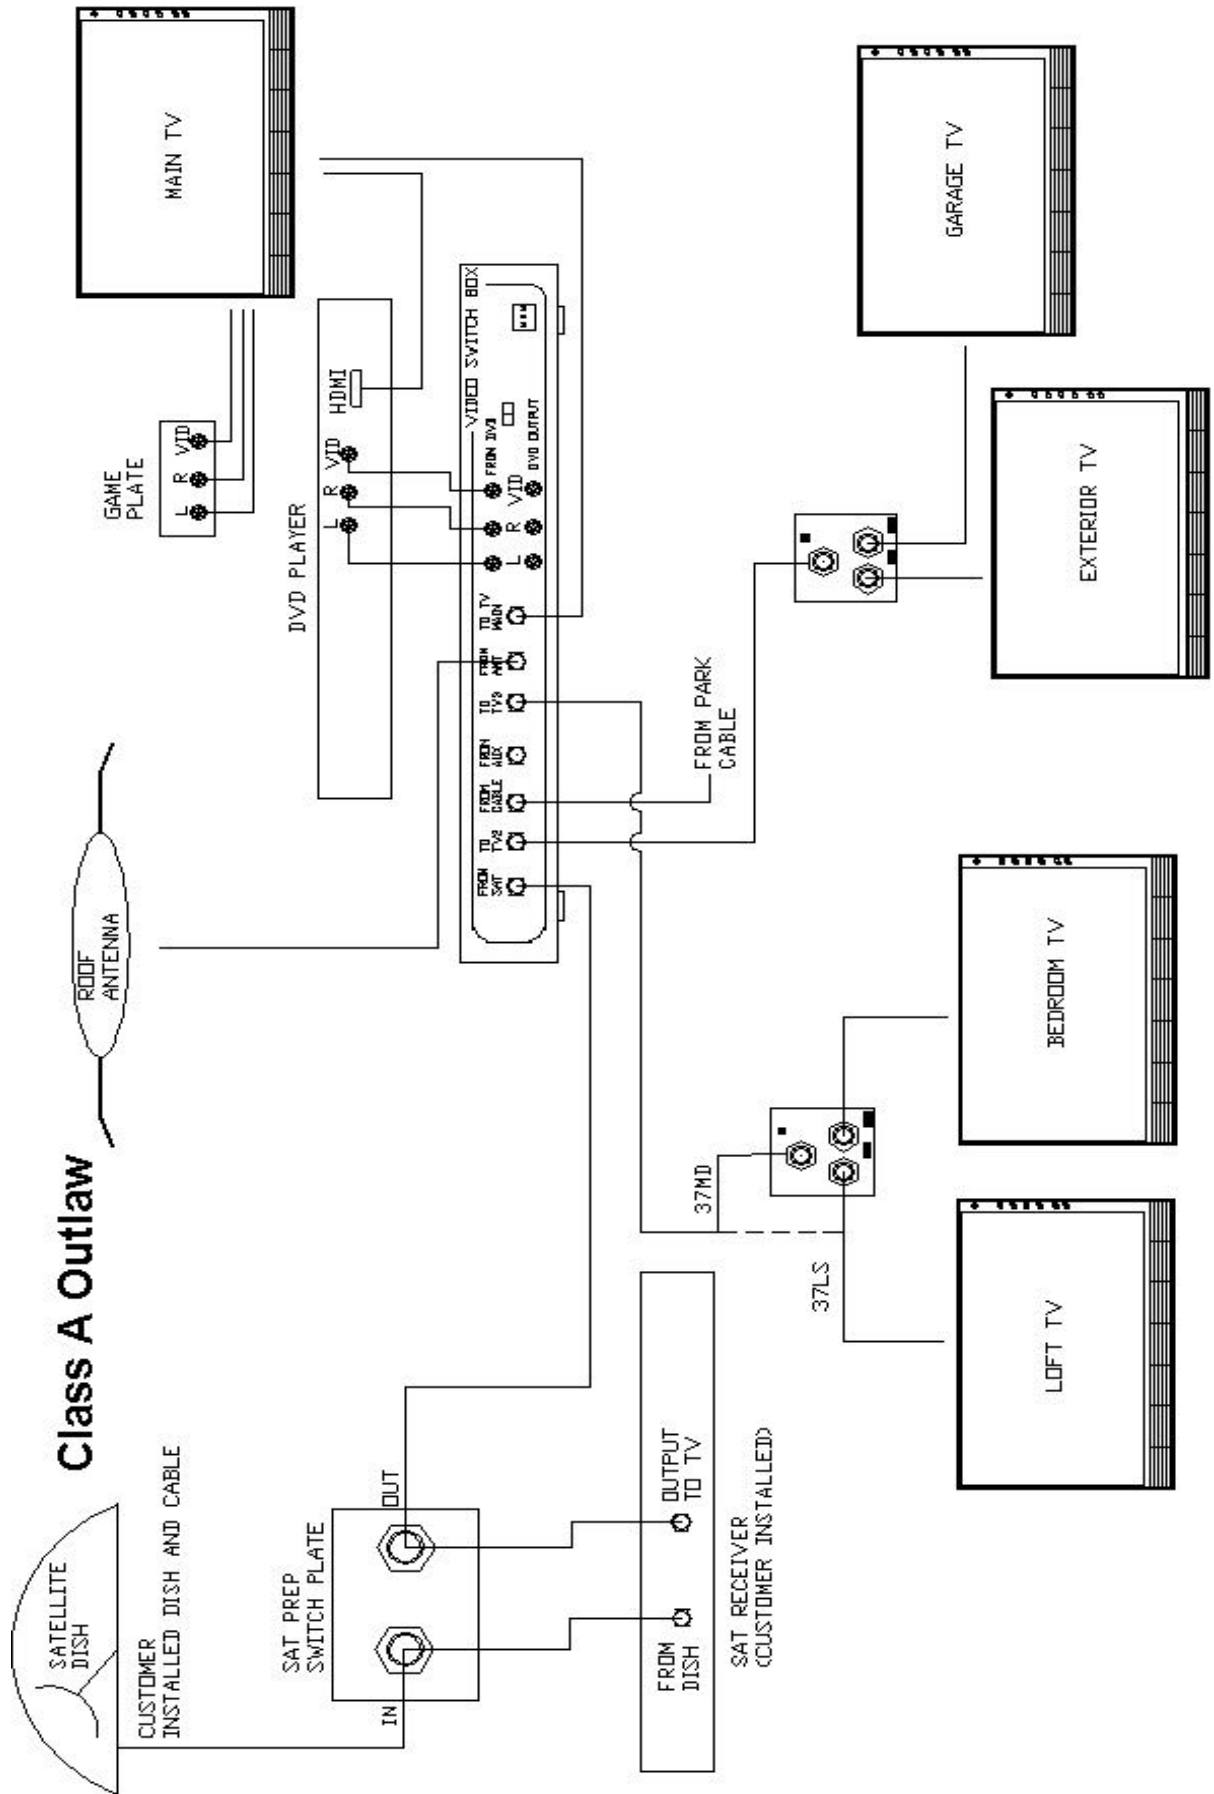 Class A Outlaw
SATELLITE
DISH
CUSTOMER
INSTALLED DISH AND CABLE
ROOF
ANTENNA
GAME
PLATE
L R VID
MAIN TV
SAT PREP
SWITCH PLATE
IN
OUT
DVD PLAYER
L R VID
HDMI
VIDEO SWITCH BOX
FROM
SAT
TO
TV2
FROM
CABLE
FROM
AUX
TO
TV3
FROM
ANT
TO TV
MAIN
L R VID
FROM DVD
DVD OUTPUT
FROM
DISH
OUTPUT
TO TV
SAT RECEIVER
(CUSTOMER INSTALLED)
FROM PARK
CABLE
37MD
37LS
LOFT TV
BEDROOM TV
EXTERIOR TV
GARAGE TV